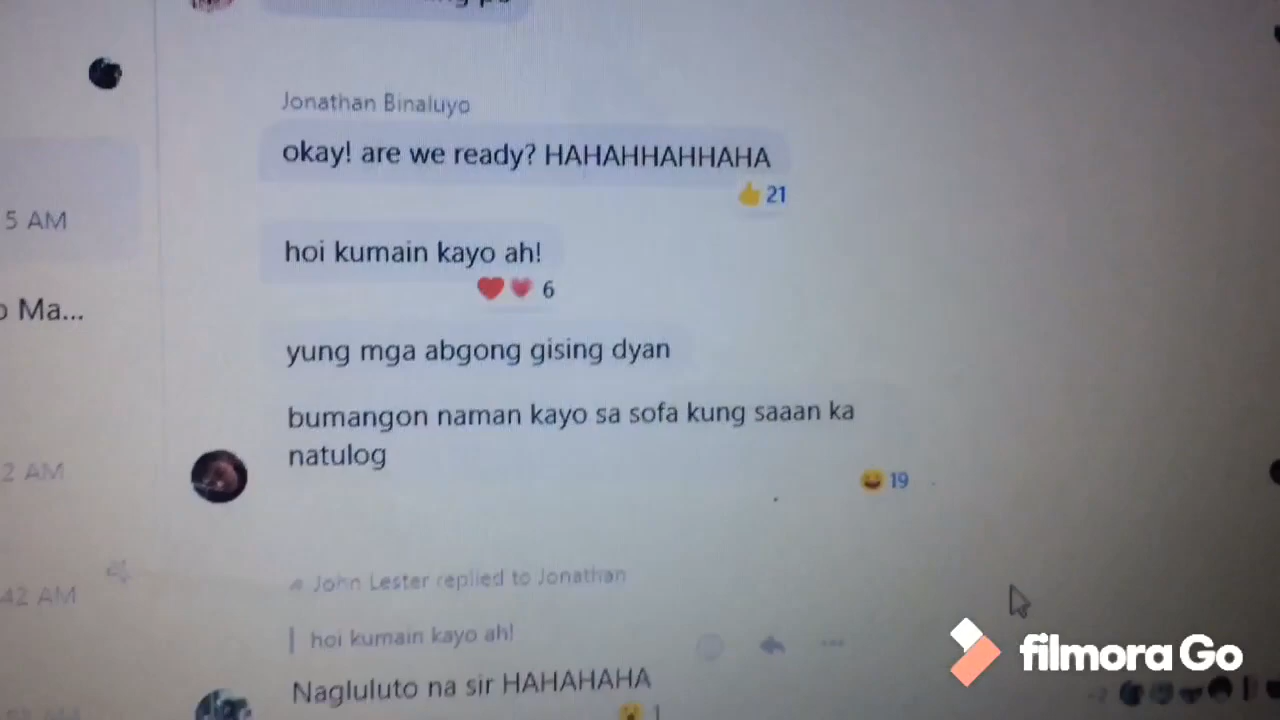 Jonathan Binaluyo
okay! are we ready? HAHAHHAHHAHA
21
5 AM
hoi kumain kayo ah!
6
Ma...
yung mga abgong gising dyan
bumangon naman kayo sa sofa kung saaan ka
natulog
2 AM
19
John Lester replied to Jonathan
42 AM
hoi kumain kayo ah!
filmora Go
Nagluluto na sir HAHAHAHA
1